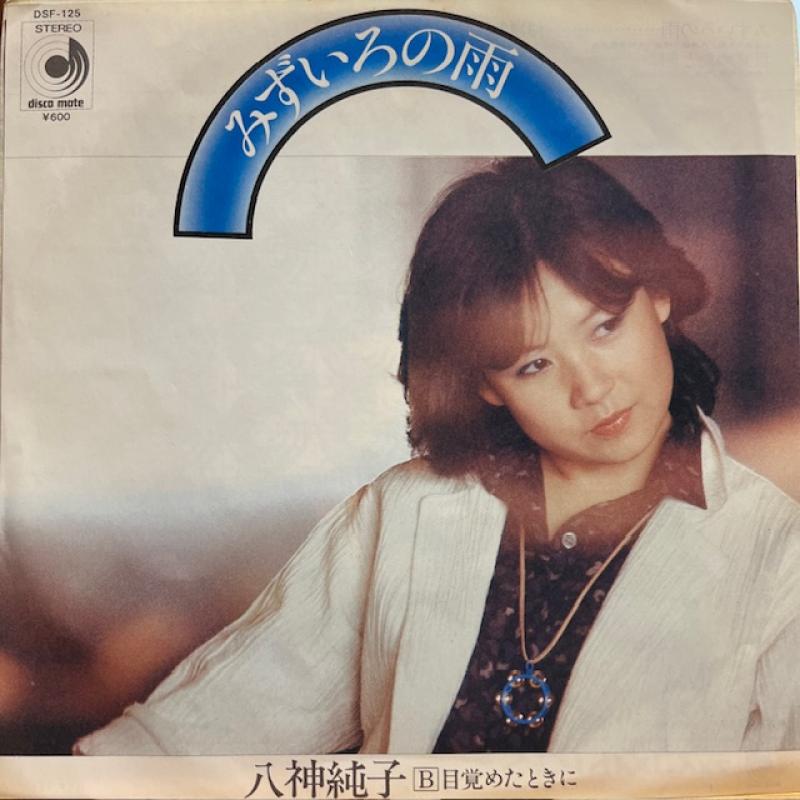 DSF-125
STEREO
disco mate
¥600
みずいろの雨
八神純子 B 目覚めたときに